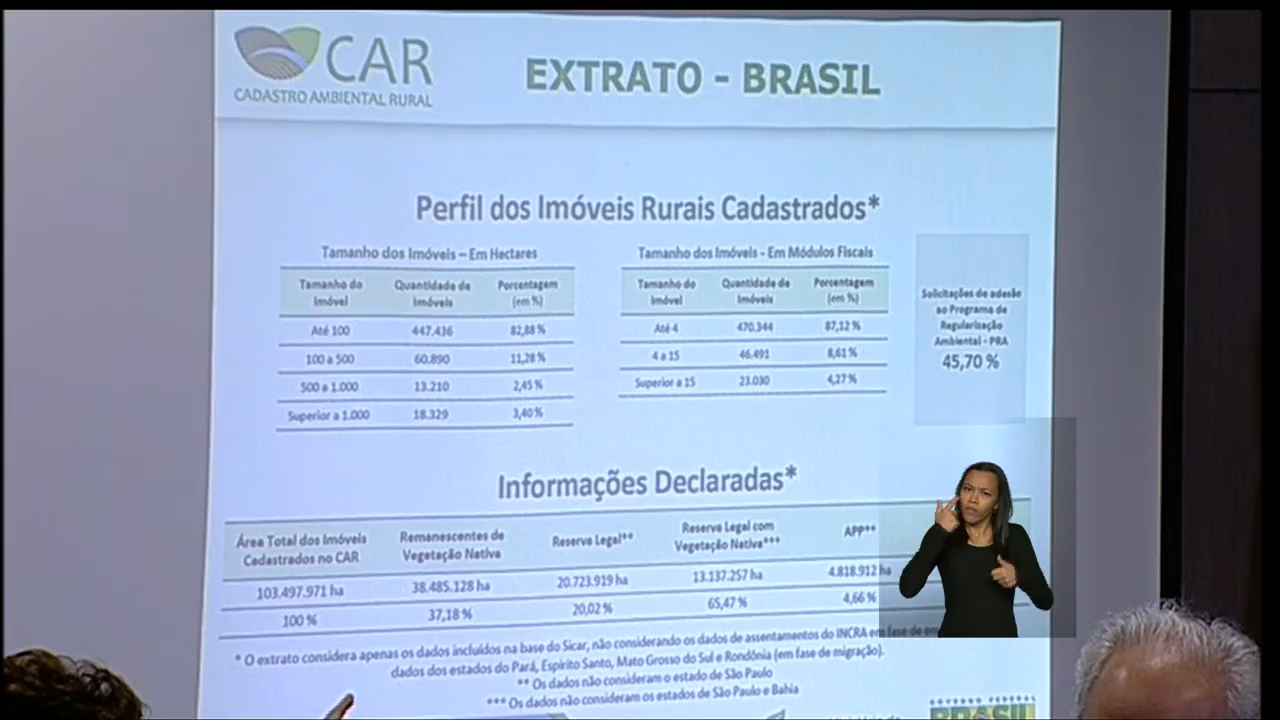 CAR
CADASTRO AMBIENTAL RURAL
EXTRATO - BRASIL
Perfil dos Imóveis Rurais Cadastrados*
Tamanho dos Imóveis – Em Hectares
Tamanho do Imóvel Quantidade de Imóveis Porcentagem (em %)
Até 100 447.436 82,88 %
100 a 500 60.890 11,28 %
500 a 1.000 13.210 2,45 %
Superior a 1.000 18.329 3,40 %
Tamanho dos Imóveis - Em Módulos Fiscais
Tamanho do Imóvel Quantidade de Imóveis Porcentagem (em %)
Até 4 470.344 87,12 %
4 a 15 46.491 8,61 %
Superior a 15 23.030 4,27 %
Solicitações de adesão
ao Programa de
Regularização
Ambiental - PRA
45,70 %
Informações Declaradas*
Área Total dos Imóveis Cadastrados no CAR Remanescentes de Vegetação Nativa Reserva Legal** Reserva Legal com Vegetação Nativa*** APP**
103.497.971 ha 38.485.128 ha 20.723.919 ha 13.137.257 ha 4.818.912 ha
100 % 37,18 % 20,02 % 65,47 % 4,66 %
* O extrato considera apenas os dados incluídos na base do Sicar, não considerando os dados de assentamentos do INCRA em fase de
dados dos estados do Pará, Espírito Santo, Mato Grosso do Sul e Rondônia (em fase de migração).
** Os dados não consideram o estado de São Paulo
*** Os dados não consideram os estados de São Paulo e Bahia
BRASIL